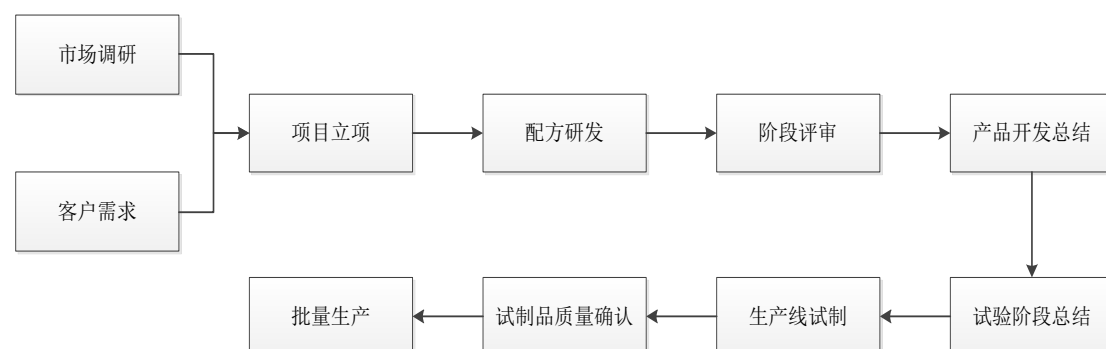 市场调研
客户需求
项目立项
配方研发
阶段评审
产品开发总结
试验阶段总结
生产线试制
试制品质量确认
批量生产